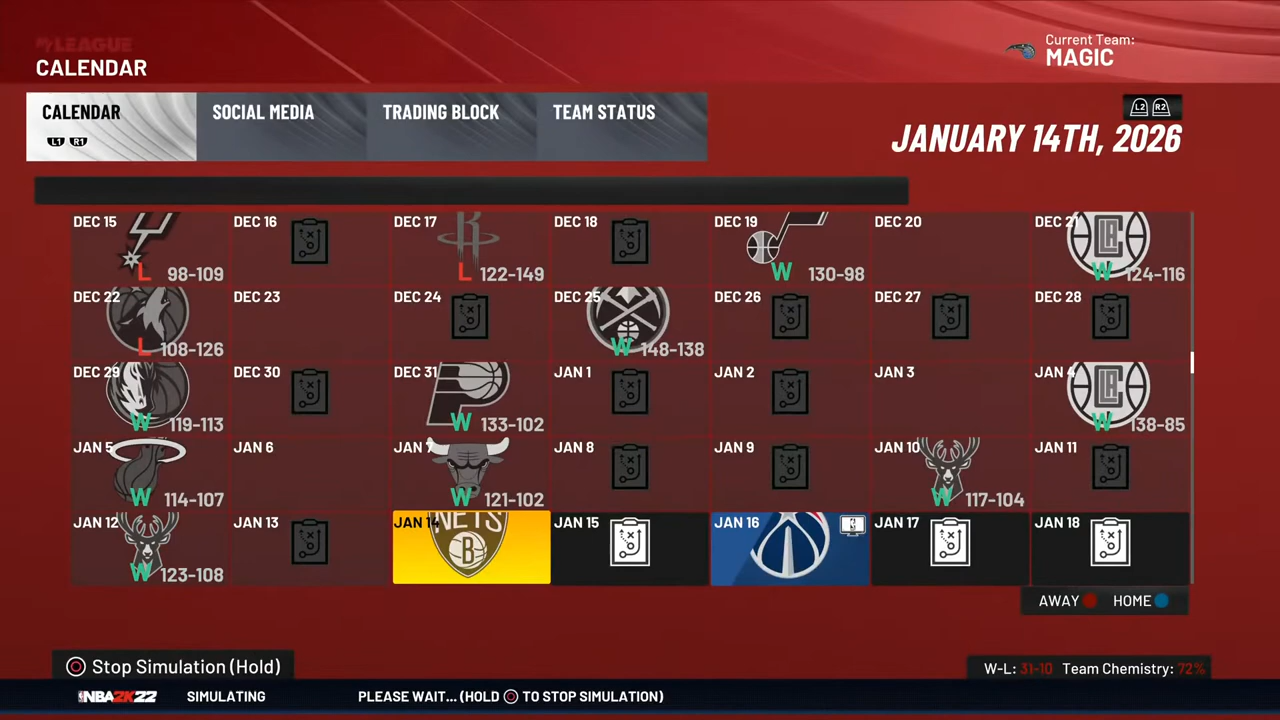 MYLEAGUE
CALENDAR
Current Team:
MAGIC
CALENDAR
L1 R1
SOCIAL MEDIA
TRADING BLOCK
TEAM STATUS
L2 R2
JANUARY 14TH, 2026
DEC 15 L 98-109
DEC 16
DEC 17 R L 122-149
DEC 18
DEC 19 W 130-98
DEC 20
DEC 21 LAC W 124-116
DEC 22 L 108-126
DEC 23
DEC 24
DEC 25 W 148-138
DEC 26
DEC 27
DEC 28
DEC 29 W 119-113
DEC 30
DEC 31 W 133-102
JAN 1
JAN 2
JAN 3
JAN 4 LAC W 138-85
JAN 5 W 114-107
JAN 6
JAN 7 W 121-102
JAN 8
JAN 9
JAN 10 W 117-104
JAN 11
JAN 12 W 123-108
JAN 13
JAN 14 NETS B
JAN 15
JAN 16
JAN 17
JAN 18
AWAY HOME
Stop Simulation (Hold)
W-L: 31-10 Team Chemistry: 72%
NBA2K22 SIMULATING PLEASE WAIT... (HOLD TO STOP SIMULATION)